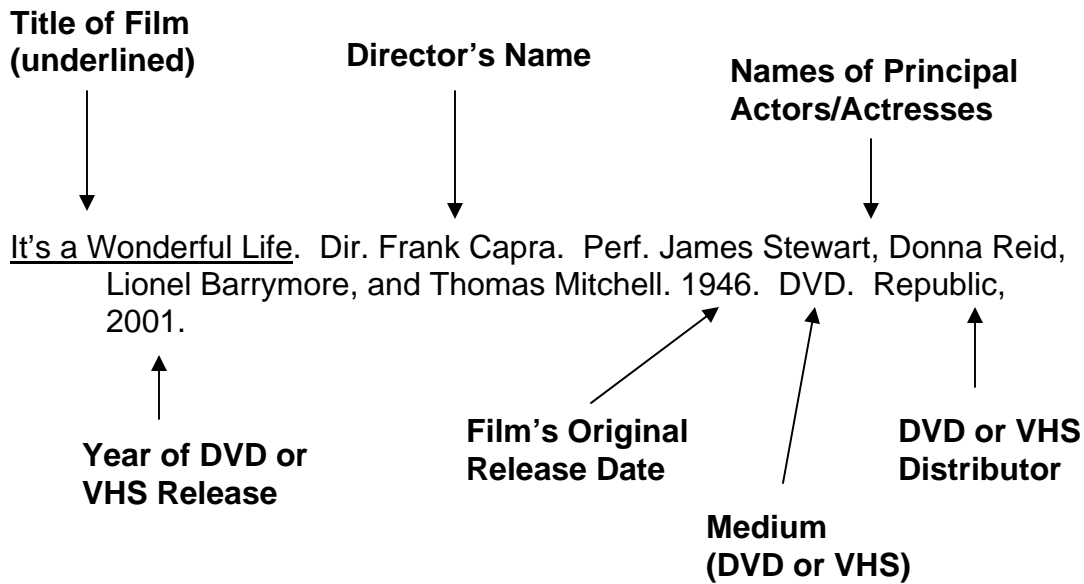 Title of Film
(underlined)
Director's Name
Names of Principal
Actors/Actresses
It's a Wonderful Life.  Dir. Frank Capra.  Perf. James Stewart, Donna Reid,
Lionel Barrymore, and Thomas Mitchell. 1946.  DVD.  Republic,
2001.
Year of DVD or
VHS Release
Film's Original
Release Date
Medium
(DVD or VHS)
DVD or VHS
Distributor